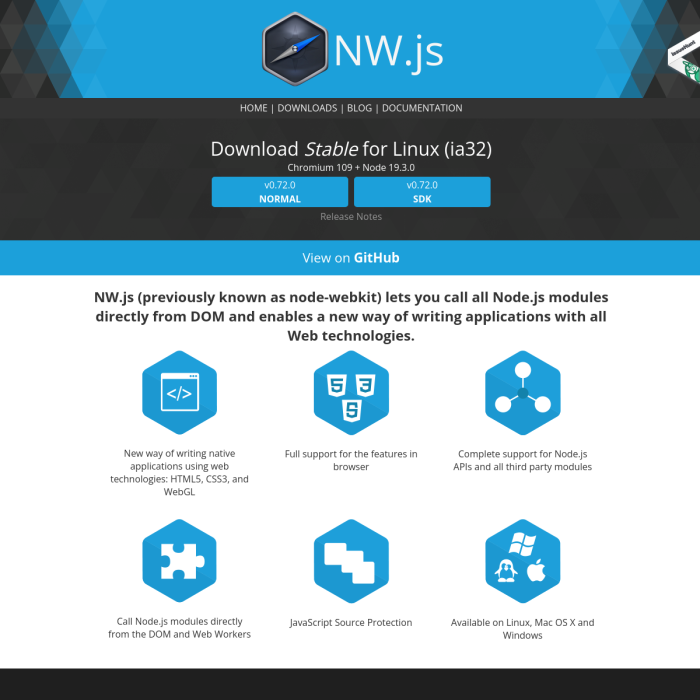 NW.js
IssueHunt
HOME | DOWNLOADS | BLOG | DOCUMENTATION
Download Stable for Linux (ia32)
Chromium 109 + Node 19.3.0
v0.72.0
NORMAL
v0.72.0
SDK
Release Notes
View on GitHub
NW.js (previously known as node-webkit) lets you call all Node.js modules
directly from DOM and enables a new way of writing applications with all
Web technologies.
</>
5 3
5
New way of writing native
applications using web
technologies: HTML5, CSS3, and
WebGL
Full support for the features in
browser
Complete support for Node.js
APIs and all third party modules
Call Node.js modules directly
from the DOM and Web Workers
JavaScript Source Protection
Available on Linux, Mac OS X and
Windows